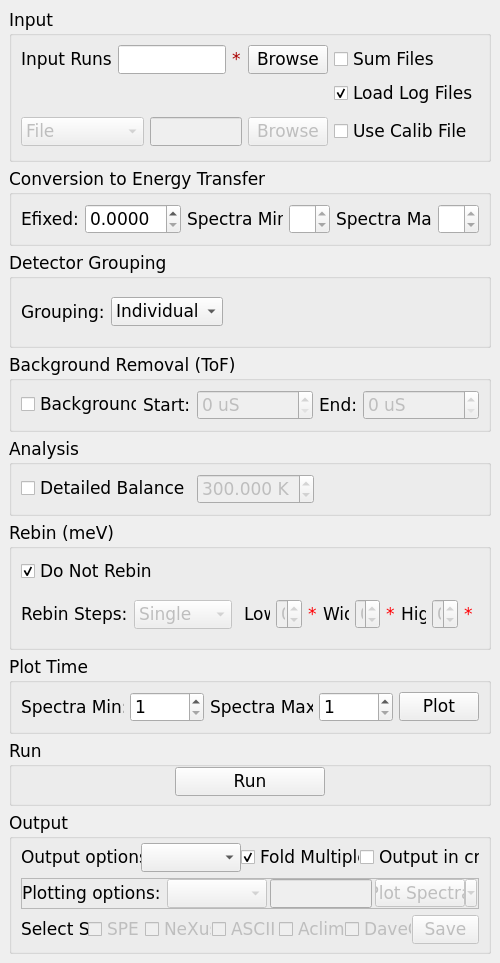 Input
Input Runs * Browse Sum Files
Load Log Files
File Browse Use Calib File
Conversion to Energy Transfer
Efixed: 0.0000 Spectra Mir Spectra Ma
Detector Grouping
Grouping: Individual
Background Removal (ToF)
Background Start: 0 uS End: 0 uS
Analysis
Detailed Balance 300.000 K
Rebin (meV)
Do Not Rebin
Rebin Steps: Single Low * Wid * Hig *
Plot Time
Spectra Min: 1 Spectra Max 1 Plot
Run
Run
Output
Output option: Fold Multipl Output in cr
Plotting options: Plot Spectra
Select S SPE NeXu ASCII Aclim Dave Save